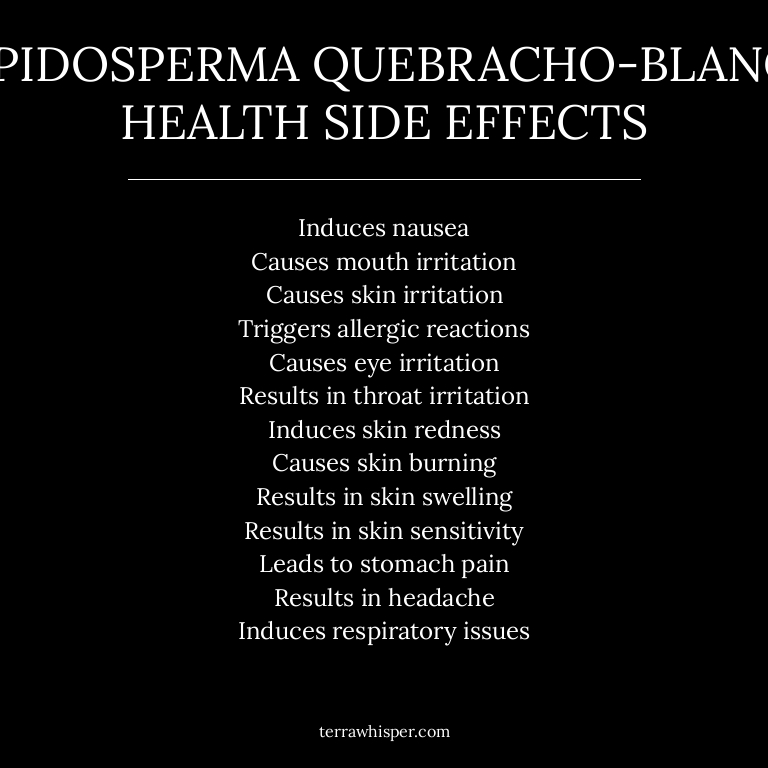 PIDOSPERMA QUEBRACHO-BLAN
HEALTH SIDE EFFECTS
Induces nausea
Causes mouth irritation
Causes skin irritation
Triggers allergic reactions
Causes eye irritation
Results in throat irritation
Induces skin redness
Causes skin burning
Results in skin swelling
Results in skin sensitivity
Leads to stomach pain
Results in headache
Induces respiratory issues
terrawhisper.com